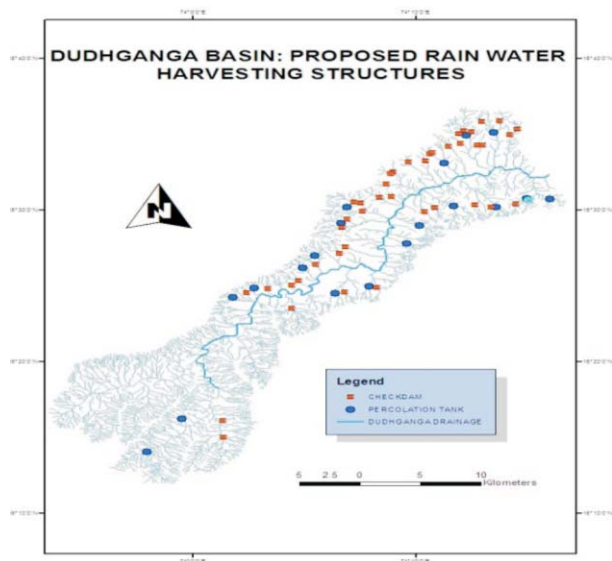 DUDHGANGA BASIN: PROPOSED RAIN WATER
HARVESTING STRUCTURES
N
Legend
CHECKDAM
PERCOLATION TANK
DUDHGANGA DRAINAGE
5 2.5 0 5 10
Kilometers